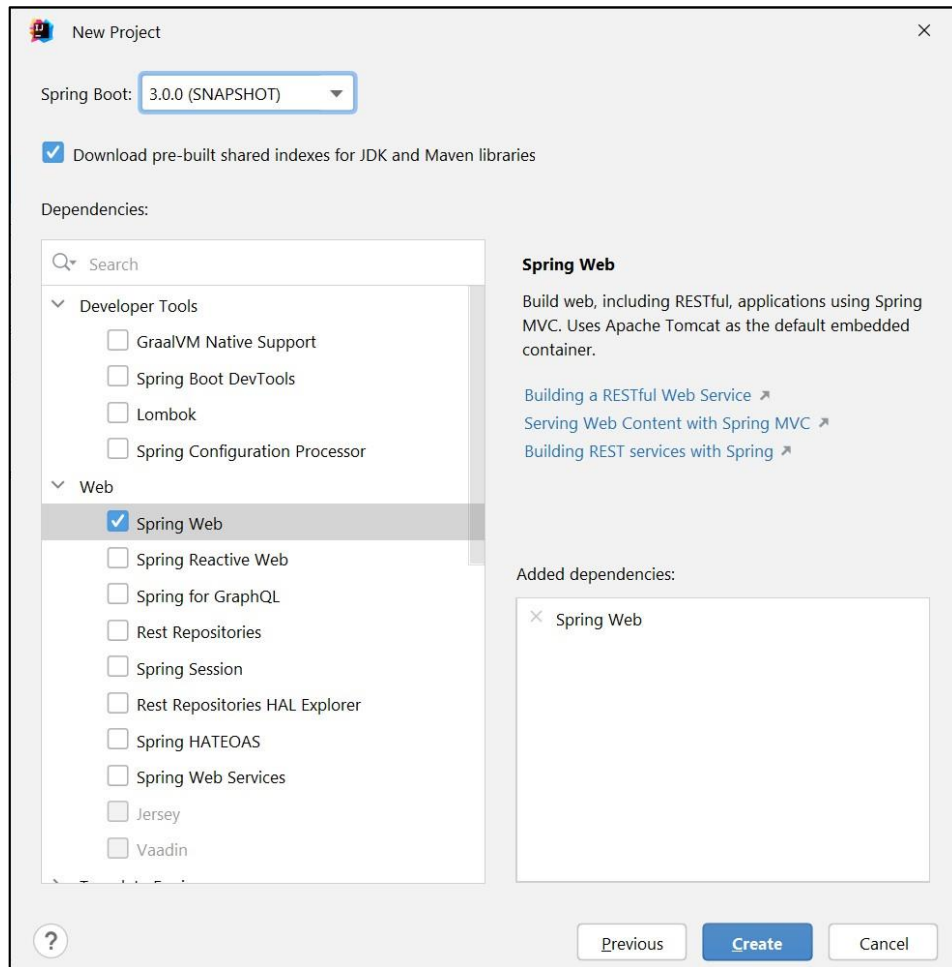 New Project
Spring Boot: 3.0.0 (SNAPSHOT)
Download pre-built shared indexes for JDK and Maven libraries
Dependencies:
Search
Developer Tools
GraalVM Native Support
Spring Boot DevTools
Lombok
Spring Configuration Processor
Web
Spring Web
Spring Reactive Web
Spring for GraphQL
Rest Repositories
Spring Session
Rest Repositories HAL Explorer
Spring HATEOAS
Spring Web Services
Jersey
Vaadin
Spring Web
Build web, including RESTful, applications using Spring
MVC. Uses Apache Tomcat as the default embedded
container.
Building a RESTful Web Service
Serving Web Content with Spring MVC
Building REST services with Spring
Added dependencies:
Spring Web
?
Previous
Create
Cancel